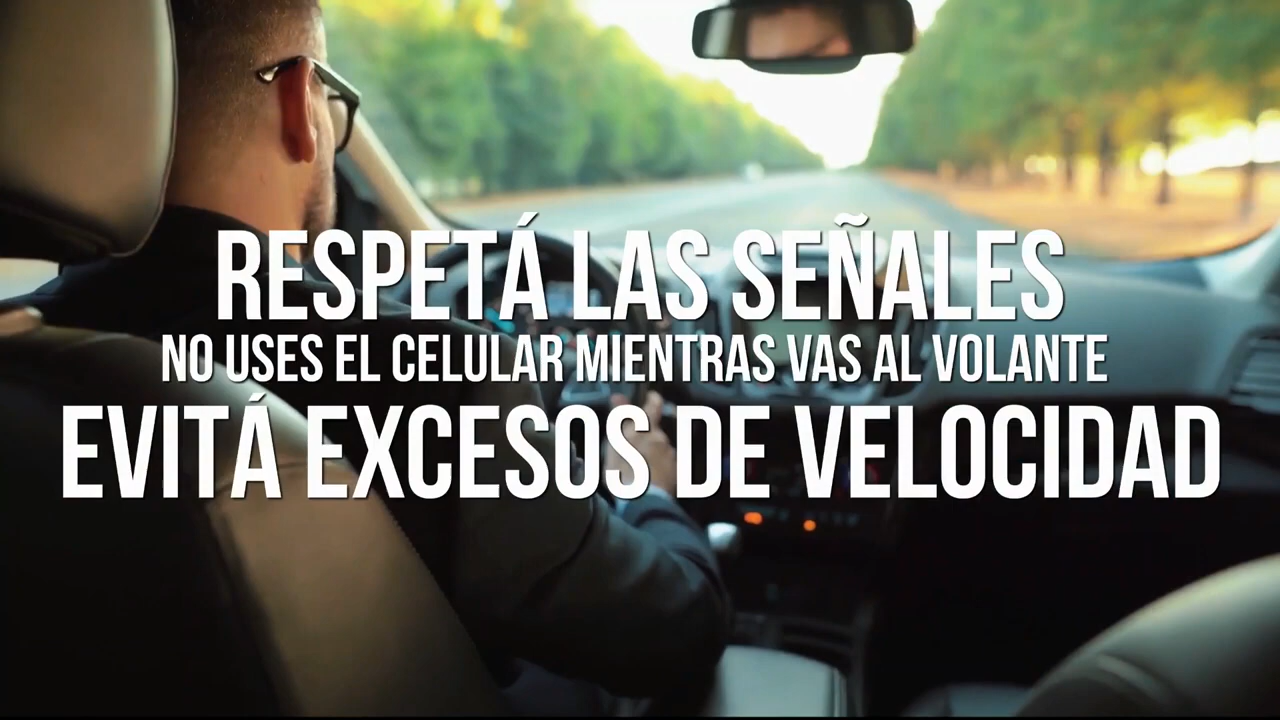 RESPETÁ LAS SEÑALES
NO USES EL CELULAR MIENTRAS VAS AL VOLANTE
EVITÁ EXCESOS DE VELOCIDAD